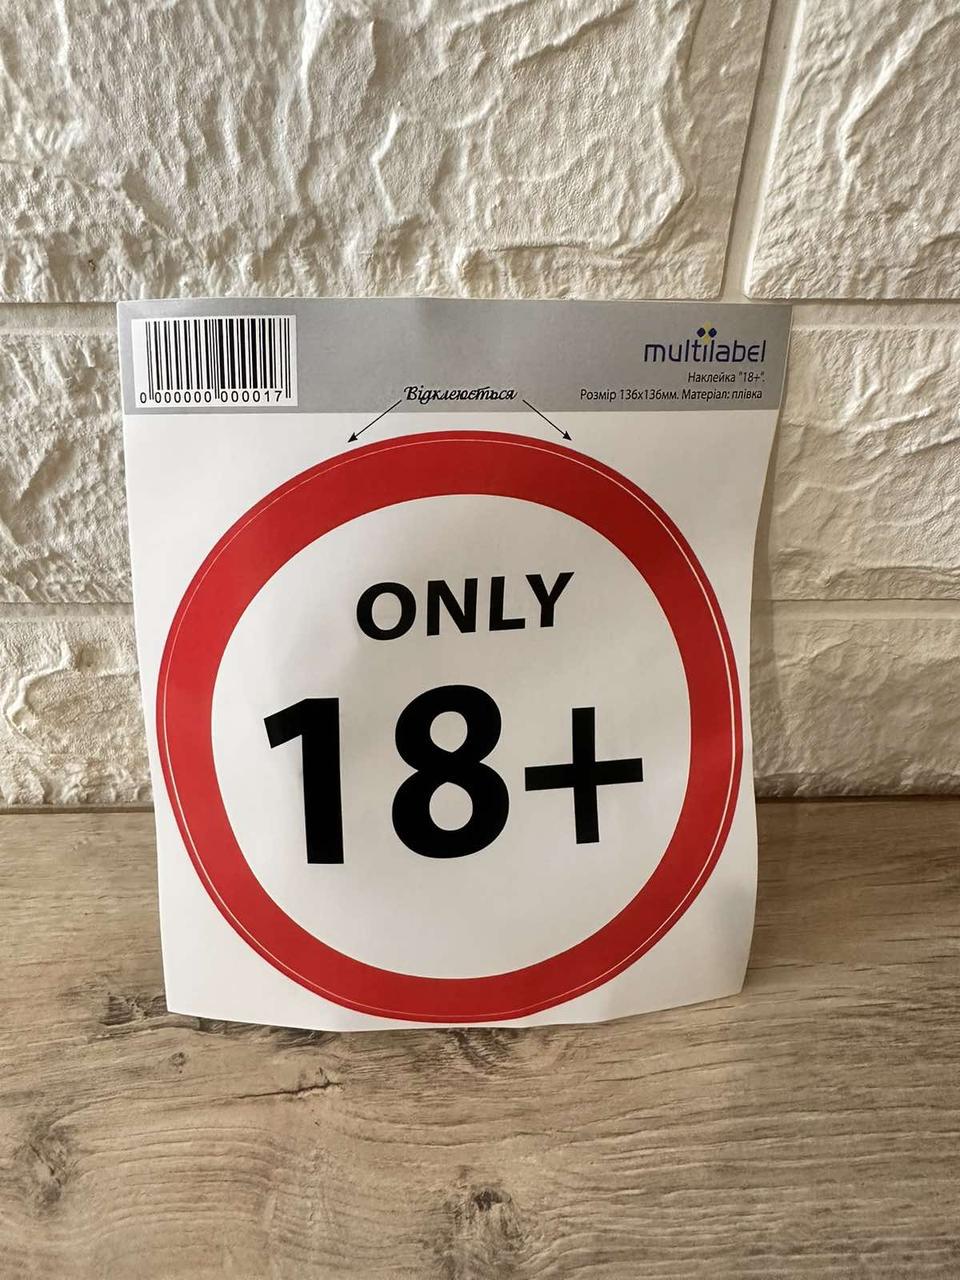 0 000000 000017
multilabel
Наклейка "18+".
Розмір 136х136мм. Матеріал: плівка
Відклеюється
ONLY
18+